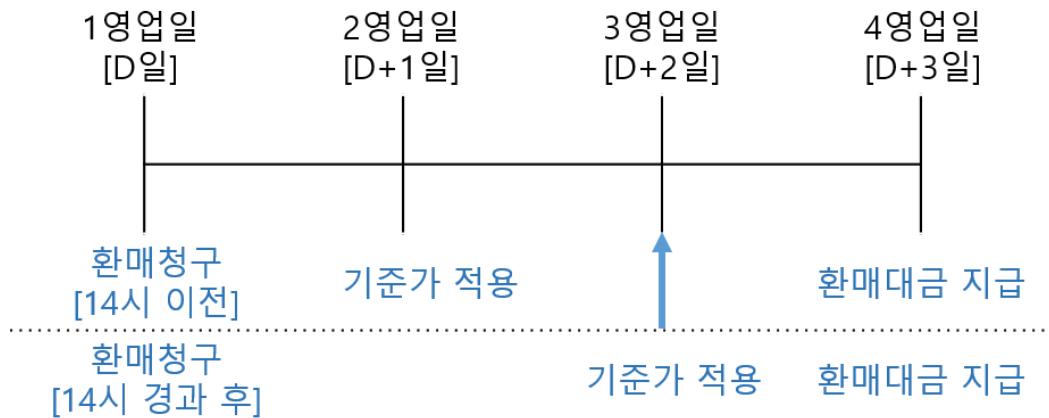 1영업일 2영업일 3영업일 4영업일
[D일] [D+1일] [D+2일] [D+3일]
환매청구
[14시 이전]
기준가 적용
환매대금 지급
환매청구
[14시 경과 후]
기준가 적용
환매대금 지급